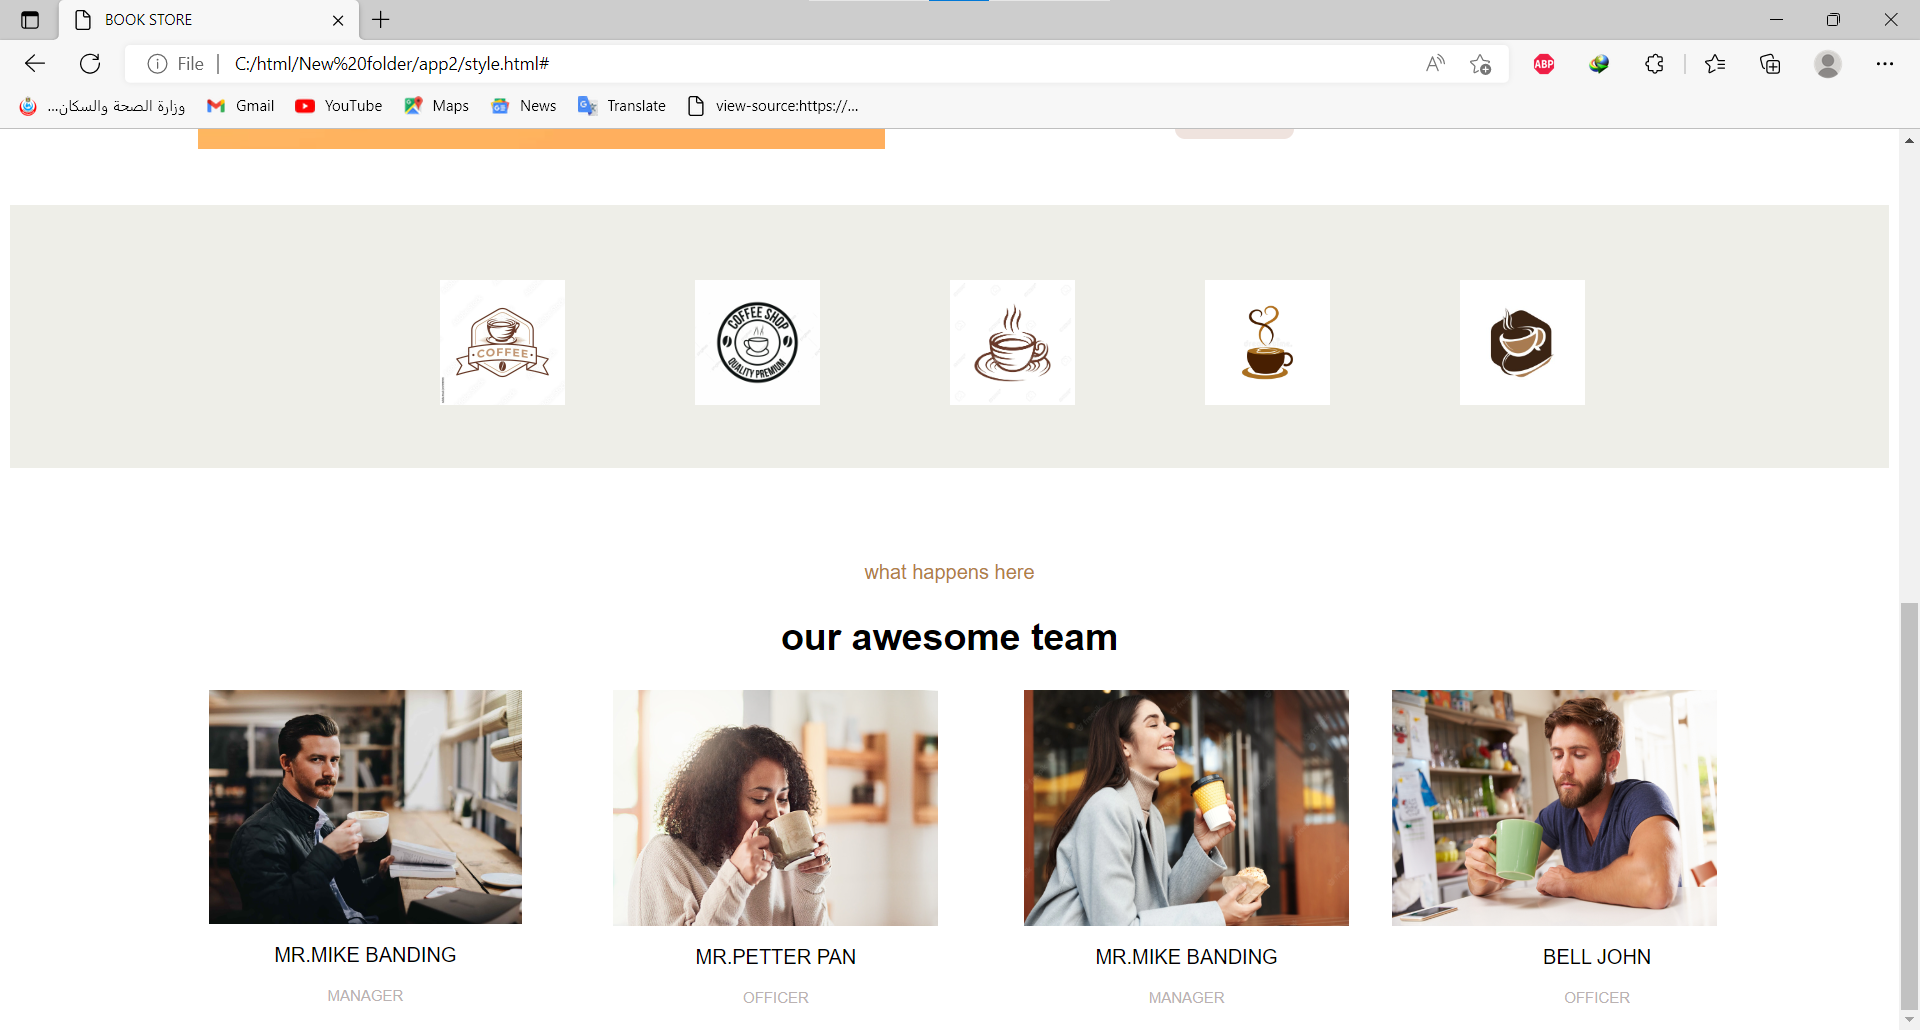 BOOK STORE
File C:/html/New%20folder/app2/style.html#
ABP
وزارة الصحة والسكان... Gmail YouTube Maps News Translate view-source:https://...
COFFEE
COFFEE SHOP
QUALITY PREMIUM
what happens here
our awesome team
MR.MIKE BANDING MR.PETTER PAN MR.MIKE BANDING BELL JOHN
MANAGER OFFICER MANAGER OFFICER